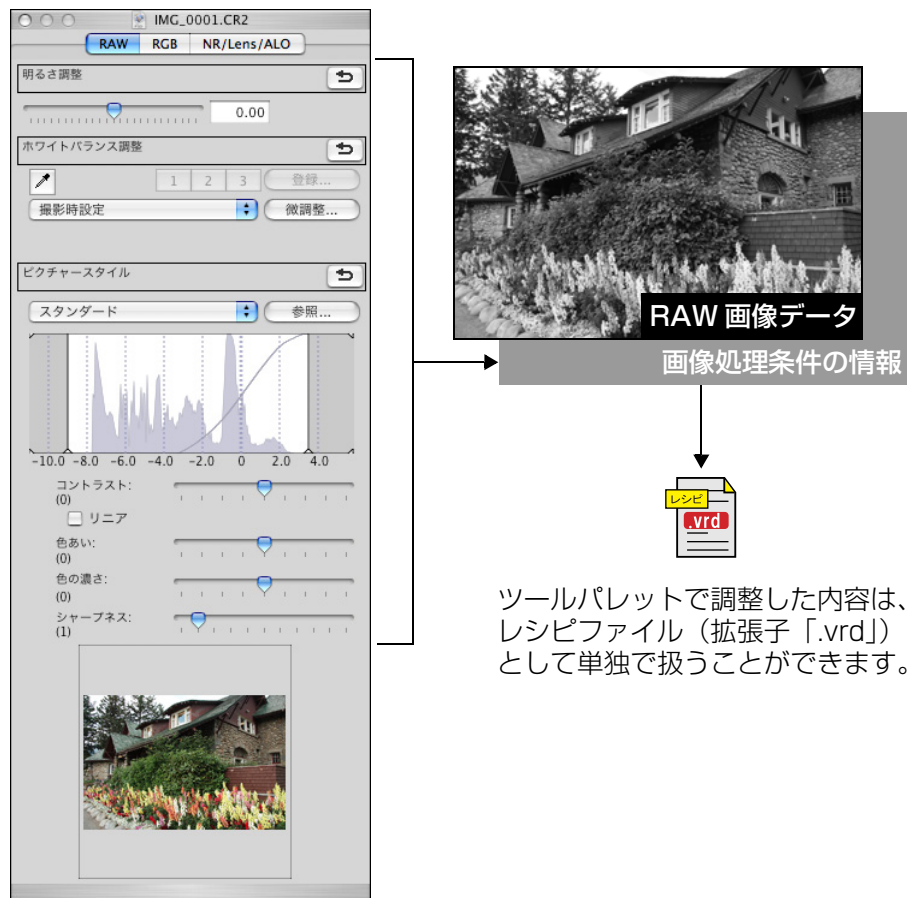 IMG_0001.CR2
RAW RGB NR/Lens/ALO
明るさ調整
0.00
ホワイトバランス調整
1 2 3 登録...
撮影時設定 微調整...
ピクチャースタイル
スタンダード 参照...
-10.0 -8.0 -6.0 -4.0 -2.0 0 2.0 4.0
コントラスト:
(0)
リニア
色あい:
(0)
色の濃さ:
(0)
シャープネス:
(1)
RAW 画像データ
画像処理条件の情報
レシピ
.vrd
ツールパレットで調整した内容は、
レシピファイル（拡張子「.vrd」）
として単独で扱うことができます。